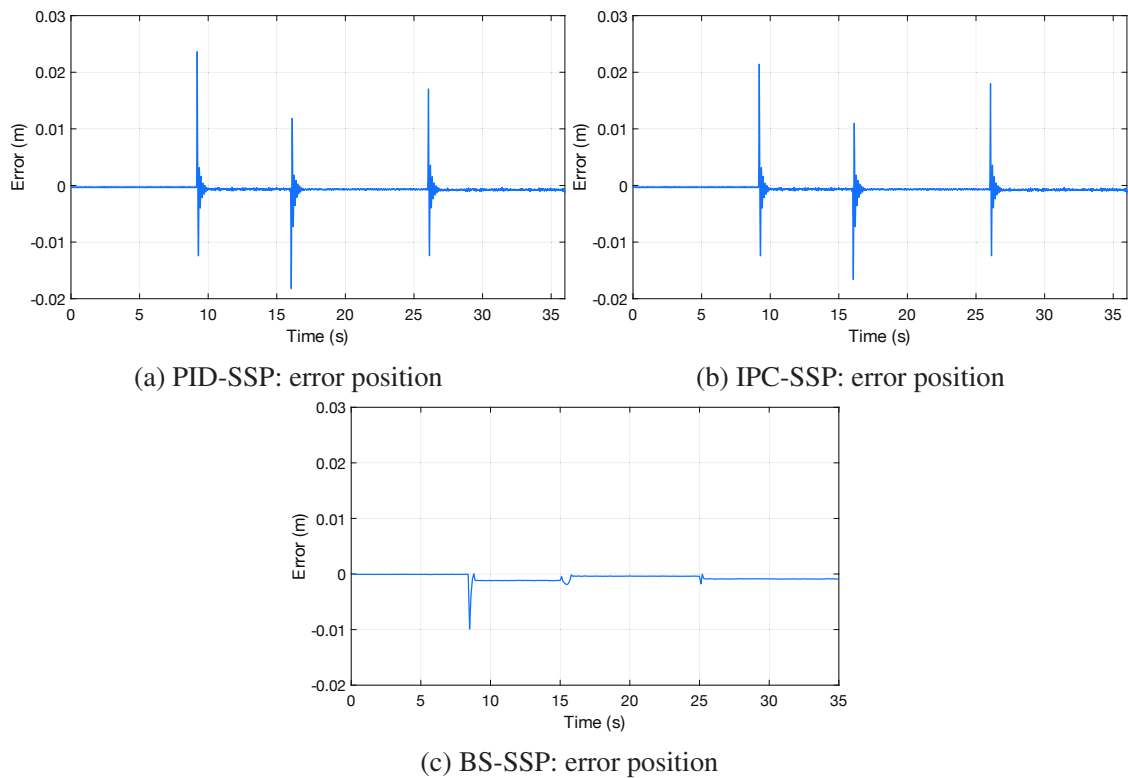 0.03
0.02
0.01
0
-0.01
-0.02
Error (m)
0 5 10 15 20 25 30 35
Time (s)
(a) PID-SSP: error position
0.03
0.02
0.01
0
-0.01
-0.02
Error (m)
0 5 10 15 20 25 30 35
Time (s)
(b) IPC-SSP: error position
0.03
0.02
0.01
0
-0.01
-0.02
Error (m)
0 5 10 15 20 25 30 35
Time (s)
(c) BS-SSP: error position